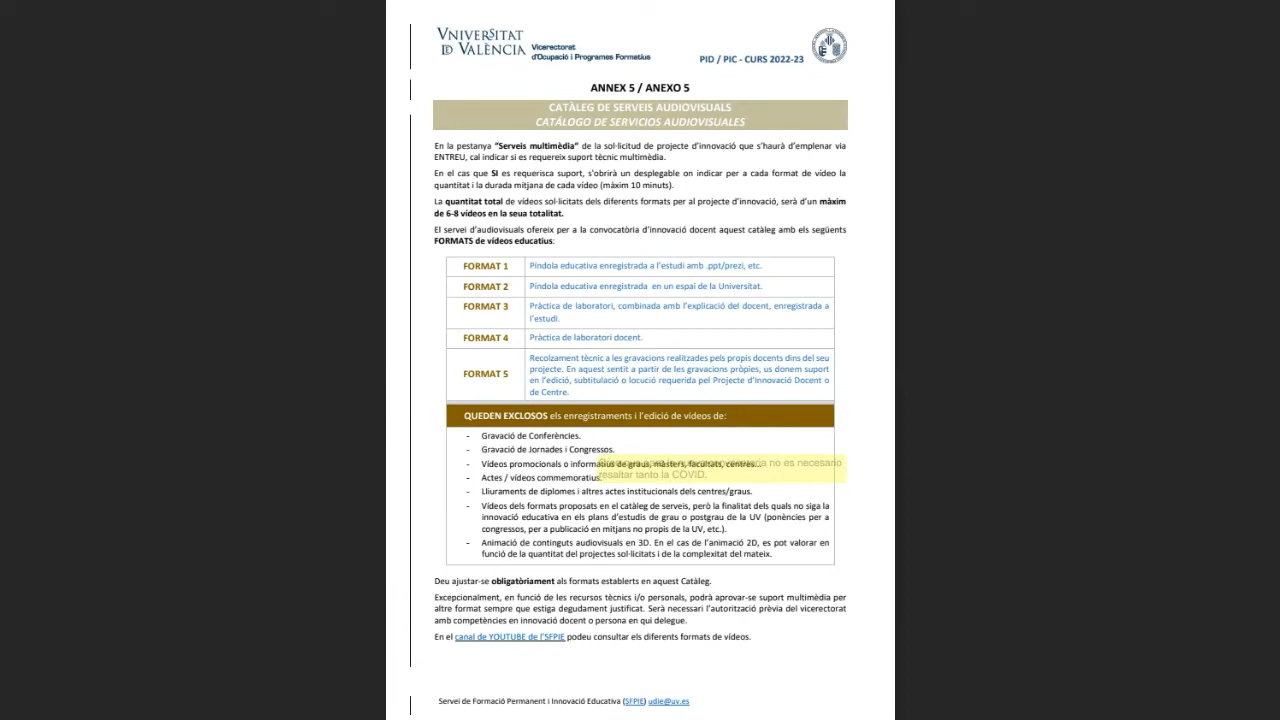 VNIVERSITAT
ID VALÈNCIA
Vicerectorat
d'Ocupació i Programes Formatius
PID / PIC - CURS 2022-23
ANNEX 5 / ANEXO 5
CATÀLEG DE SERVEIS AUDIOVISUALS
CATÁLOGO DE SERVICIOS AUDIOVISUALES
En la pestanya "Serveis multimèdia" de la sol·licitud de projecte d'innovació que s'haurà d'emplenar via
ENTREU, cal indicar si es requereix suport tècnic multimèdia.
En el cas que SI es requerisca suport, s'obrirà un desplegable on indicar per a cada format de vídeo la
quantitat i la durada mitjana de cada vídeo (màxim 10 minuts).
La quantitat total de vídeos sol·licitats dels diferents formats per al projecte d'innovació, serà d'un màxim
de 6-8 vídeos en la seua totalitat.
El servei d'audiovisuals ofereix per a la convocatòria d'innovació docent aquest catàleg amb els següents
FORMATS de vídeos educatius:
FORMAT 1 Píndola educativa enregistrada a l'estudi amb .ppt/prezi, etc.
FORMAT 2 Píndola educativa enregistrada en un espai de la Universitat.
FORMAT 3 Pràctica de laboratori, combinada amb l'explicació del docent, enregistrada a
l'estudi.
FORMAT 4 Pràctica de laboratori docent.
Recolzament tècnic a les gravacions realitzades pels propis docents dins del seu
projecte. En aquest sentit a partir de les gravacions pròpies, us donem suport
FORMAT 5 en l'edició, subtitulació o locució requerida pel Projecte d'Innovació Docent o
de Centre.
QUEDEN EXCLOSOS els enregistraments i l'edició de vídeos de:
- Gravació de Conferències.
- Gravació de Jornades i Congressos.
- Vídeos promocionals o informatius de graus, màsters, facultats, centres... no es necesario
resaltar tanto la COVID.
- Actes / vídeos commemoratius.
- Lliuraments de diplomes i altres actes institucionals dels centres/graus.
- Vídeos dels formats proposats en el catàleg de serveis, però la finalitat dels quals no siga la
innovació educativa en els plans d'estudis de grau o postgrau de la UV (ponències per a
congressos, per a publicació en mitjans no propis de la UV, etc.).
- Animació de continguts audiovisuals en 3D. En el cas de l'animació 2D, es pot valorar en
funció de la quantitat del projectes sol·licitats i de la complexitat del mateix.
Deu ajustar-se obligatòriament als formats establerts en aquest Catàleg.
Excepcionalment, en funció de les recursos tècnics i/o personals, podrà aprovar-se suport multimèdia per
altre format sempre que estiga degudament justificat. Serà necessari l'autorització prèvia del vicerectorat
amb competències en innovació docent o persona en qui delegue.
En el canal de YOUTUBE de l'SFPIE podeu consultar els diferents formats de vídeos.
Servei de Formació Permanent i Innovació Educativa (SFPIE) udie@uv.es